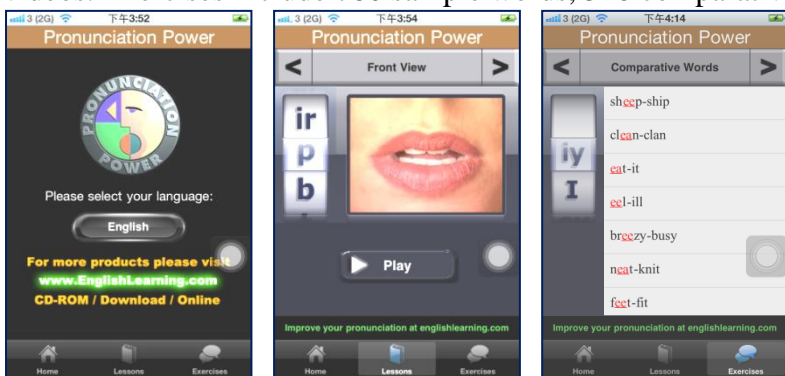 sample words,
3 (2G) 下午3:52
Pronunciation Power
PRONUNCIATION
POWER
Please select your language:
English
For more products please visit
www.EnglishLearning.com
CD-ROM / Download / Online
Home Lessons Exercises
3 (2G) 下午3:54
Pronunciation Power
< Front View >
ir
p
b
Play
Improve your pronunciation at englishlearning.com
Home Lessons Exercises
3 (2G) 下午4:14
Pronunciation Power
< Comparative Words >
iy
I
sheep-ship
clean-clan
eat-it
eel-ill
breezy-busy
neat-knit
feet-fit
Improve your pronunciation at englishlearning.com
Home Lessons Exercises